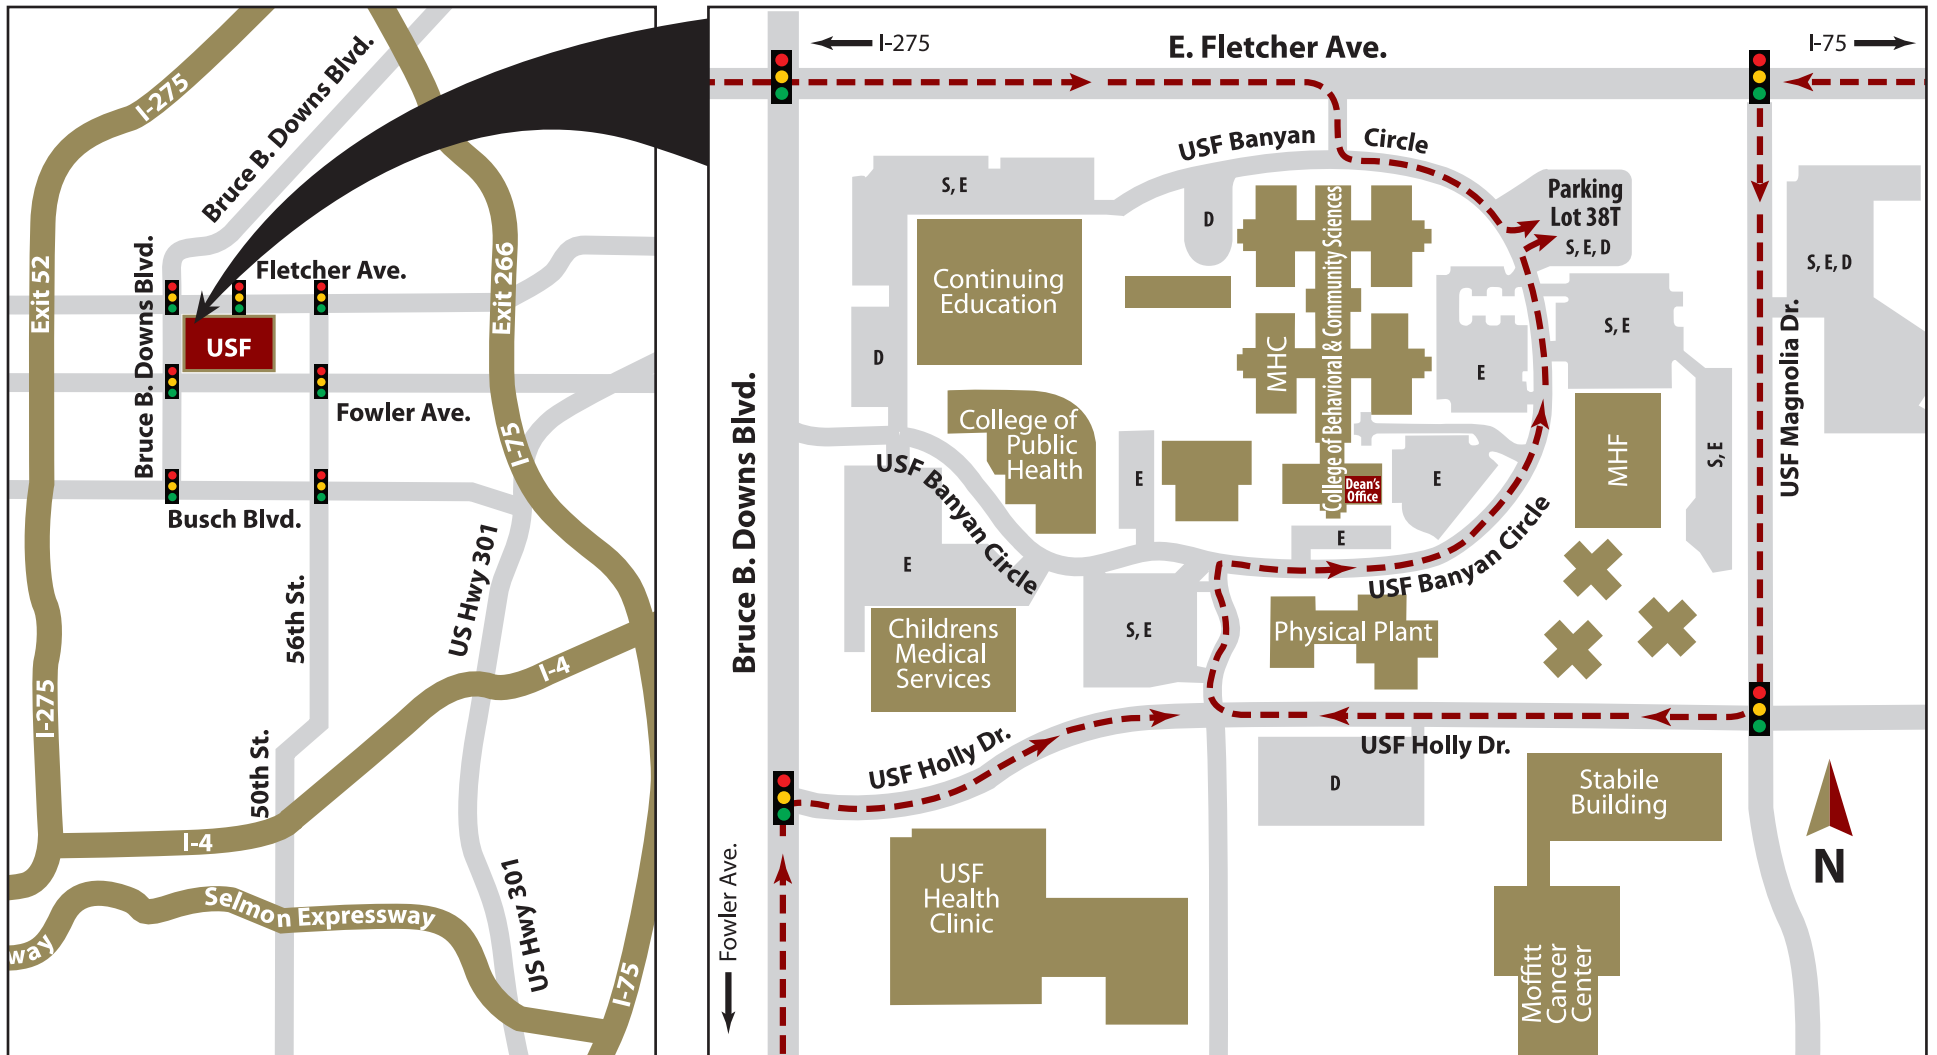 I-275
Bruce B. Downs Blvd.
Exit 52
Bruce B. Downs Blvd.
Fletcher Ave.
Exit 266
USF
Fowler Ave.
I-75
Busch Blvd.
US Hwy 301
56th St.
I-4
I-275
50th St.
I-4
Selmon Expressway
way
US Hwy 301
I-75
I-275
E. Fletcher Ave.
I-75
USF Banyan
Circle
Parking
Lot 38T
S, E, D
S, E
D
Continuing
Education
College of Behavioral & Community Sciences
S, E, D
S, E
D
MHC
E
USF Magnolia Dr.
Bruce B. Downs Blvd.
College of
Public
Health
MHF
S, E
USF Banyan Circle
E
Dean's
Office
E
E
E
USF Banyan Circle
Childrens
Medical
Services
S, E
Physical Plant
USF Holly Dr.
USF Holly Dr.
D
Stabile
Building
N
Fowler Ave.
USF
Health
Clinic
Moffitt
Cancer
Center